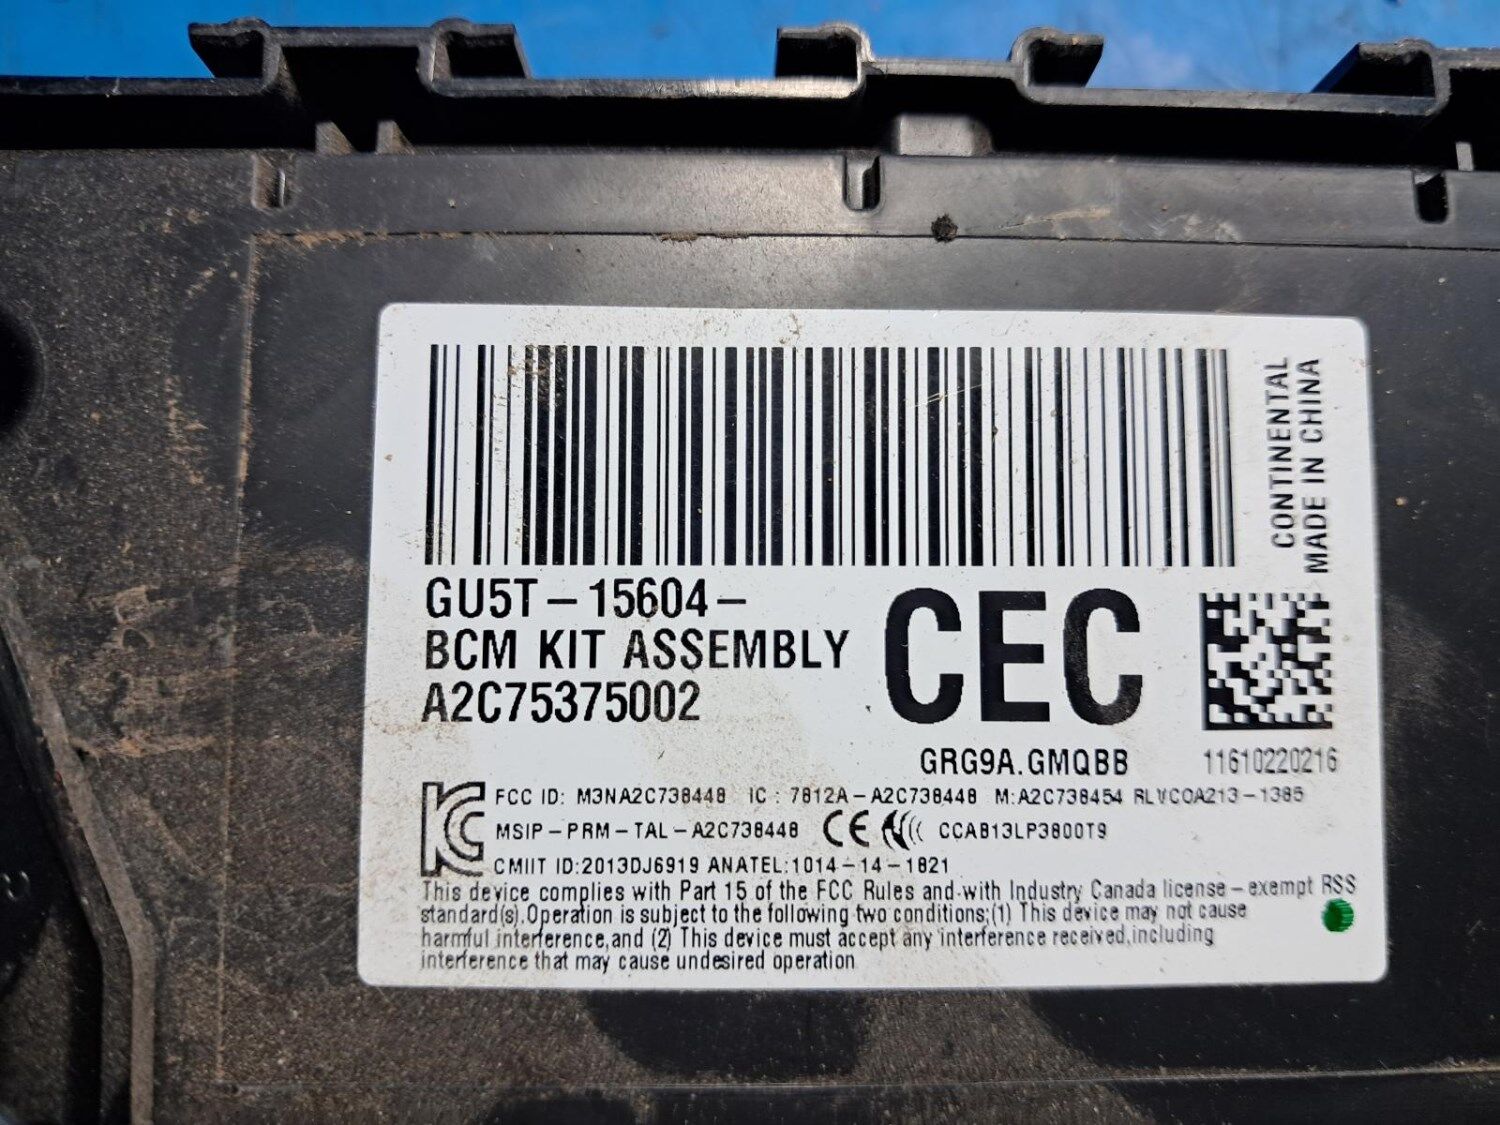 CONTINENTAL
MADE IN CHINA
GU5T-15604-
BCM KIT ASSEMBLY
A2C75375002
CEC
GRG9A.GMQBB
11610220216
FCC ID: M3NA2C738448 IC: 7812A-A2C738448 M:A2C738454 RLVCOA213-1385
MSIP-PRM-TAL-A2C738448 CE CCAB13LP3800T9
CMIIT ID:2013DJ6919 ANATEL:1014-14-1821
This device complies with Part 15 of the FCC Rules and with Industry Canada license-exempt RSS
standard(s).Operation is subject to the following two conditions;(1) This device may not cause
harmful interference,and (2) This device must accept any interference received,including
interference that may cause undesired operation